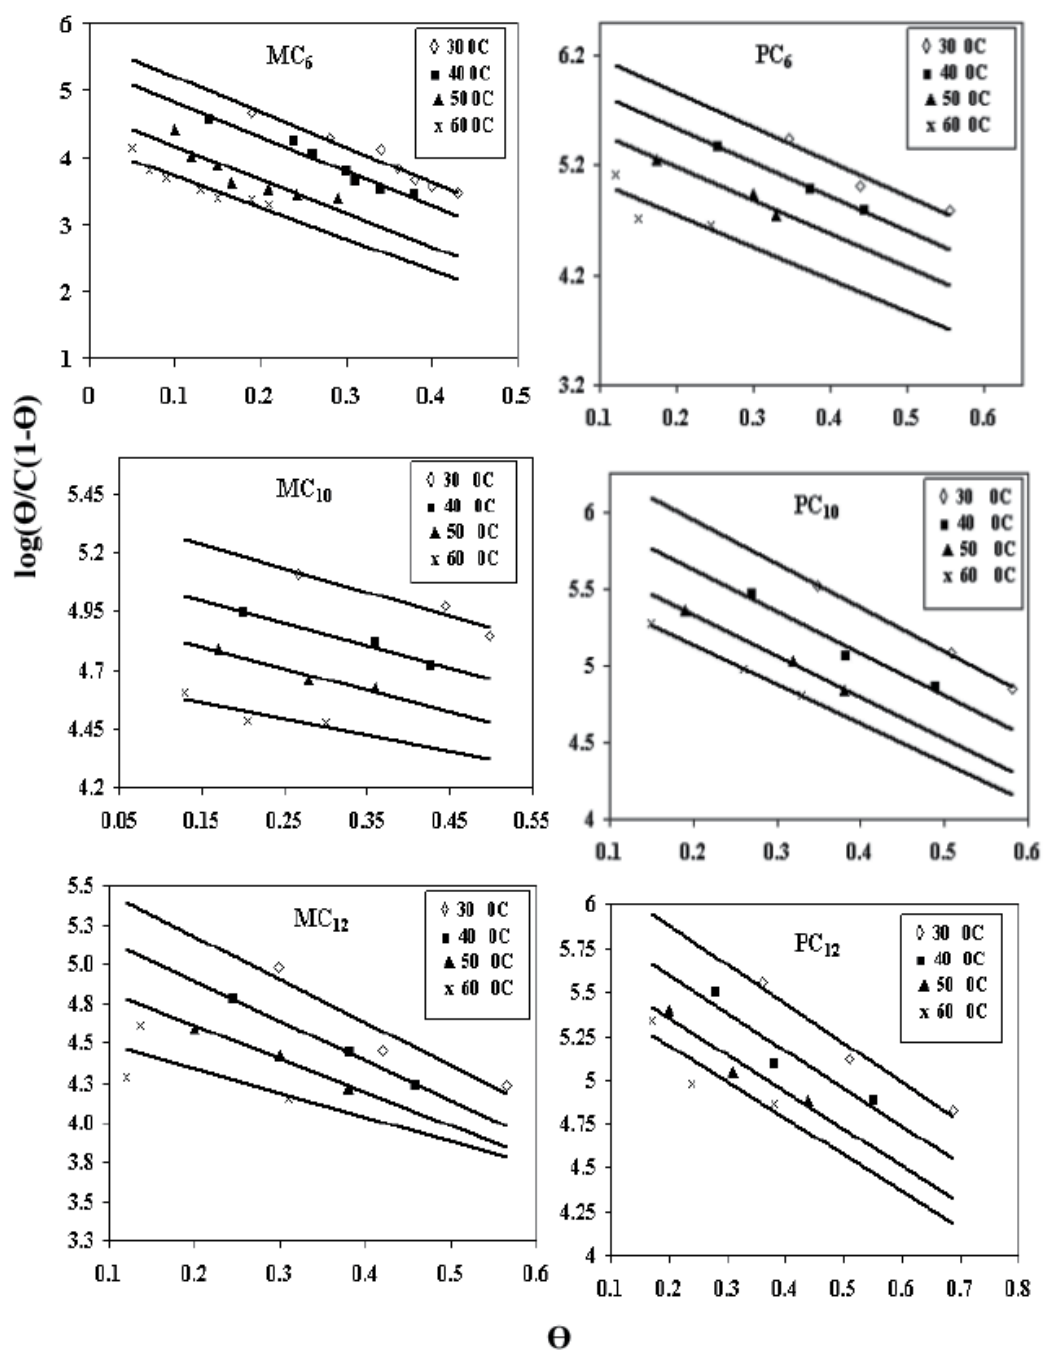 log(ϴ/C(1-ϴ)
MC6
◇ 30 0C
■ 40 0C
▲ 50 0C
x 60 0C
6
5
4
3
2
1
0 0.1 0.2 0.3 0.4 0.5
PC6
◇ 30 0C
■ 40 0C
▲ 50 0C
x 60 0C
6.2
5.2
4.2
3.2
0.1 0.2 0.3 0.4 0.5 0.6
MC10
◇ 30 0C
■ 40 0C
▲ 50 0C
x 60 0C
5.45
5.2
4.95
4.7
4.45
4.2
0.05 0.15 0.25 0.35 0.45 0.55
PC10
◇ 30 0C
■ 40 0C
▲ 50 0C
x 60 0C
6
5.5
5
4.5
4
0.1 0.2 0.3 0.4 0.5 0.6
MC12
◇ 30 0C
■ 40 0C
▲ 50 0C
x 60 0C
5.5
5.3
5.0
4.8
4.5
4.3
4.0
3.8
3.5
3.3
0.1 0.2 0.3 0.4 0.5 0.6
PC12
◇ 30 0C
■ 40 0C
▲ 50 0C
x 60 0C
6
5.75
5.5
5.25
5
4.75
4.5
4.25
4
0.1 0.2 0.3 0.4 0.5 0.6 0.7 0.8
ϴ